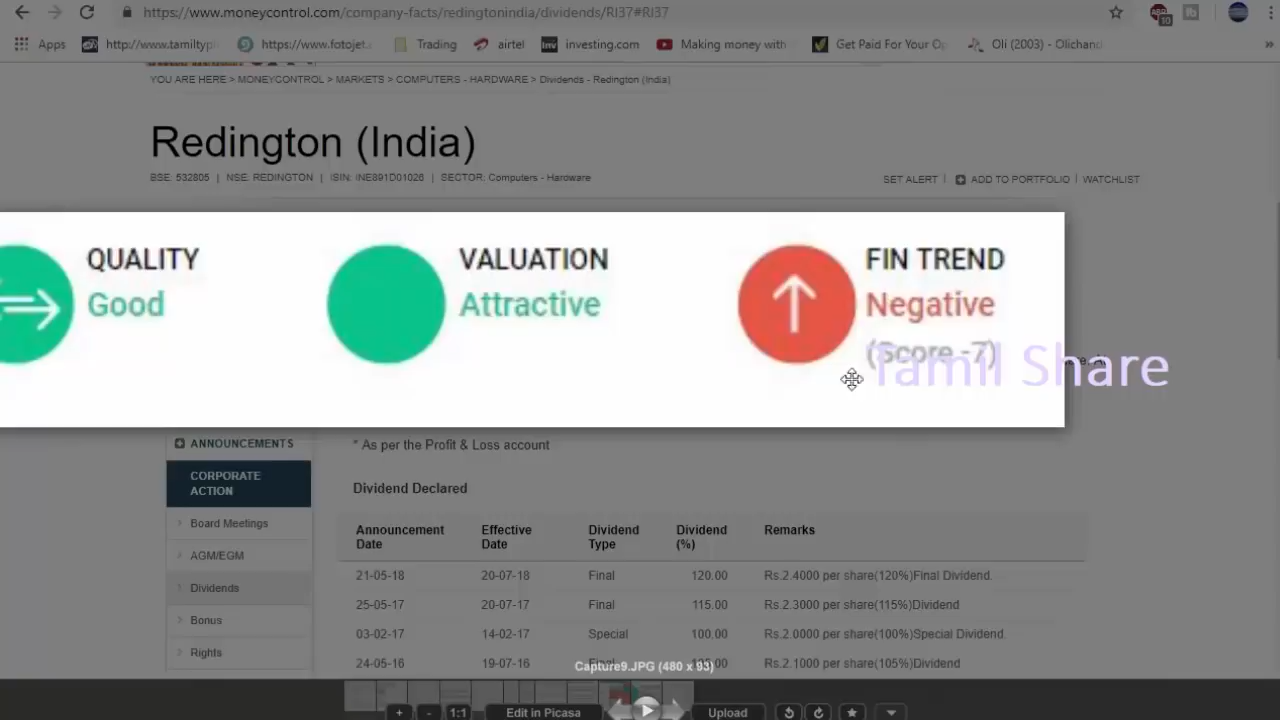 https://www.moneycontrol.com/company-facts/redingtonindia/dividends/RI37#RI37
Apps http://www.tamiltyp https://www.fotojet. Trading airtel investing.com Making money with Get Paid For Your Op Oli (2003) - Olichand »
YOU ARE HERE > MONEYCONTROL > MARKETS > COMPUTERS - HARDWARE > Dividends - Redington (India)
Redington (India)
BSE: 532805 | NSE: REDINGTON | ISIN: INE891D01026 | SECTOR: Computers - Hardware
SET ALERT | ADD TO PORTFOLIO | WATCHLIST
QUALITY
Good
VALUATION
Attractive
FIN TREND
Negative
(Score -7)
Tamil Share
ANNOUNCEMENTS
CORPORATE
ACTION
Board Meetings
AGM/EGM
Dividends
Bonus
Rights
* As per the Profit & Loss account
Dividend Declared
Announcement Date Effective Date Dividend Type Dividend (%) Remarks
21-05-18 20-07-18 Final 120.00 Rs.2.4000 per share(120%)Final Dividend.
25-05-17 20-07-17 Final 115.00 Rs.2.3000 per share(115%)Dividend
03-02-17 14-02-17 Special 100.00 Rs.2.0000 per share(100%)Special Dividend.
24-05-16 19-07-16 Final Rs.2.1000 per share(105%)Dividend
Capture9.JPG (480 x 93)
+ - 1:1 Edit in Picasa Upload